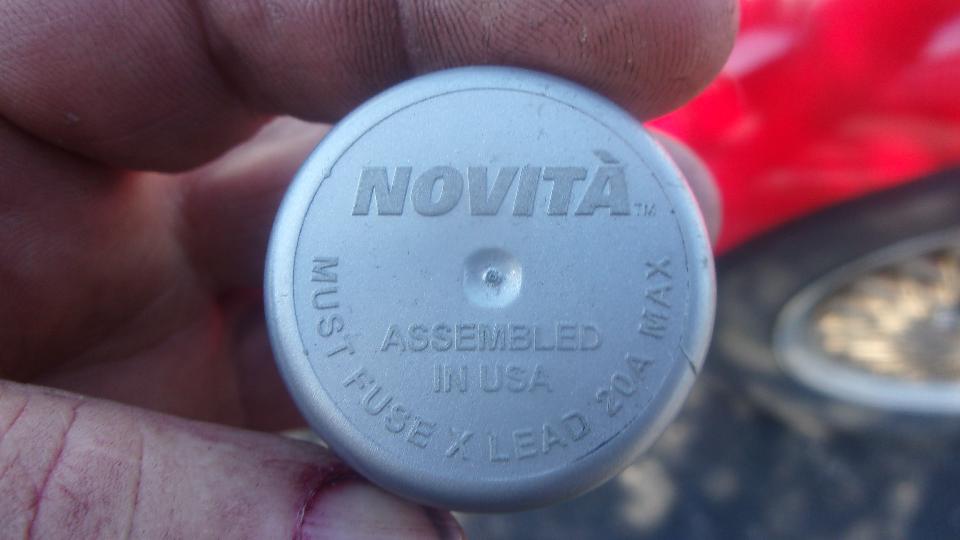 NOVITÀ™
ASSEMBLED
IN USA
MUST FUSE X LEAD 20A MAX